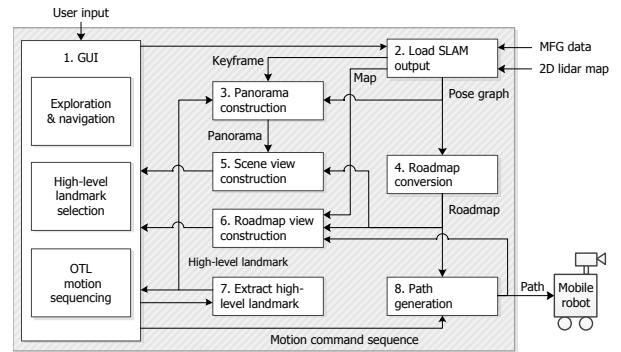 User input
1. GUI
Exploration
& navigation
High-level
landmark
selection
OTL
motion
sequencing
2. Load SLAM
output
MFG data
2D lidar map
Keyframe
Map
Pose graph
3. Panorama
construction
Panorama
4. Roadmap
conversion
5. Scene view
construction
Roadmap
6. Roadmap view
construction
High-level landmark
7. Extract high-
level landmark
8. Path
generation
Path
Mobile
robot
Motion command sequence